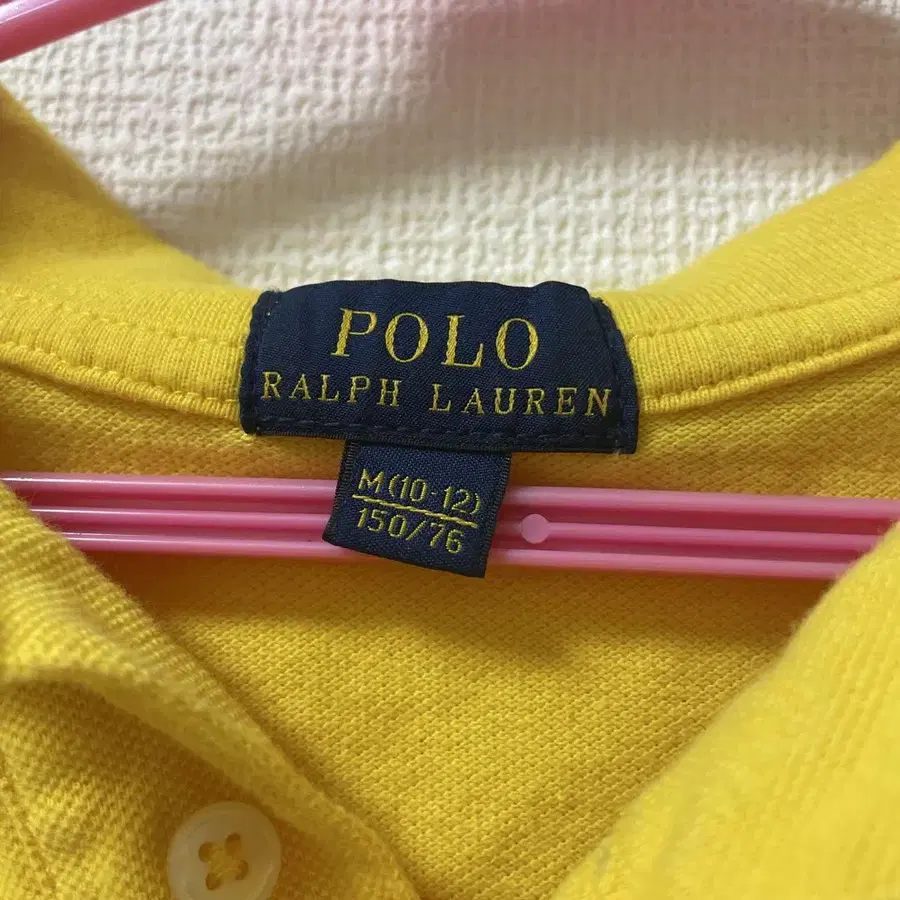 POLO
RALPH LAUREN
M(10-12)
150/76